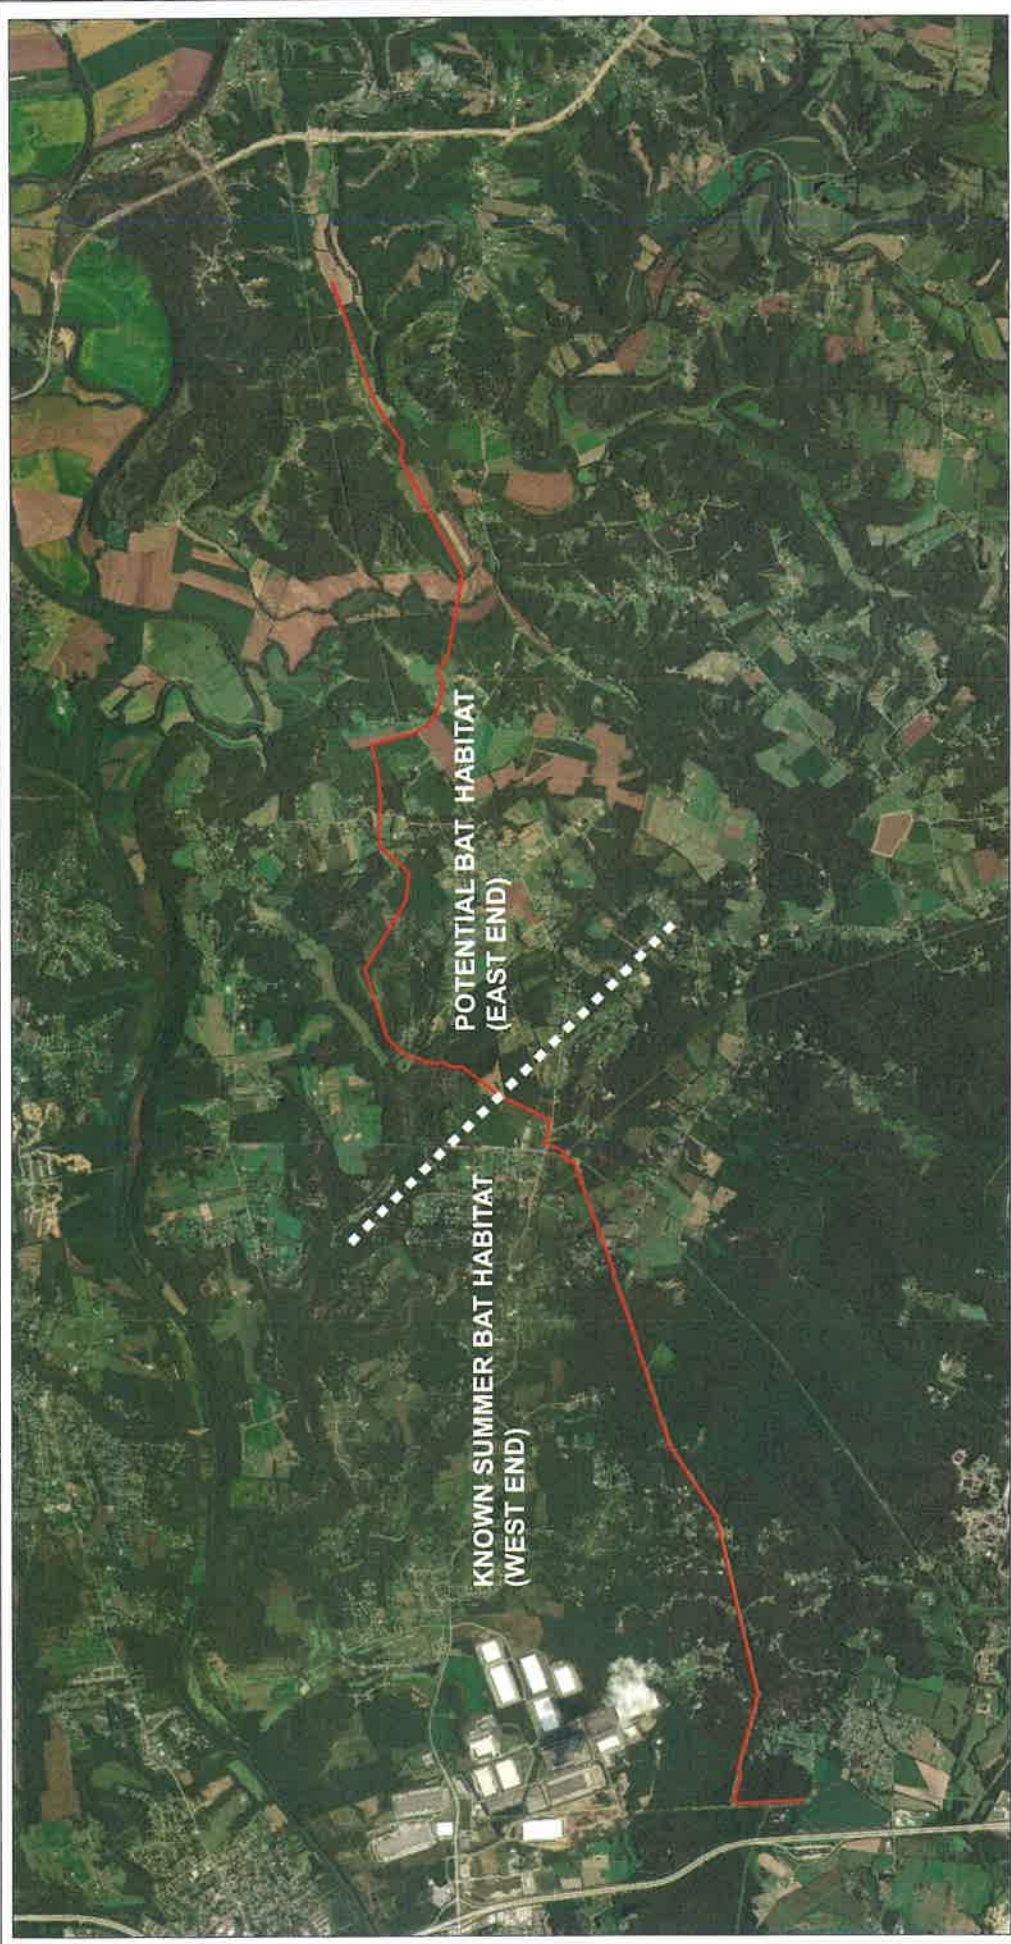 KNOWN SUMMER BAT HABITAT
(WEST END)
POTENTIAL BAT HABITAT
(EAST END)